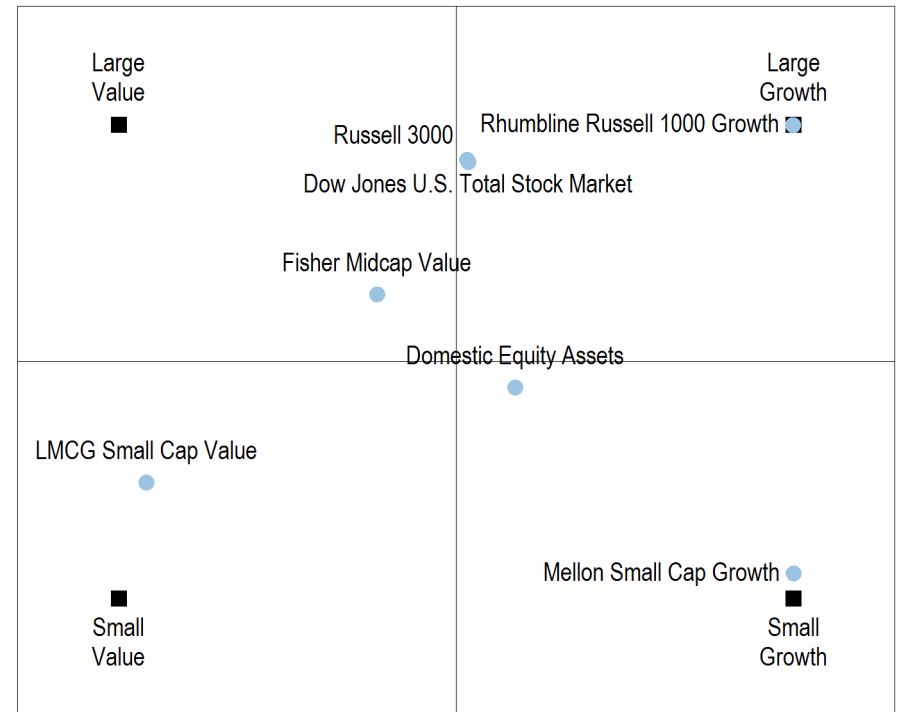 Large
Value
Large
Growth
Russell 3000
Rhumbline Russell 1000 Growth
Dow Jones U.S. Total Stock Market
Fisher Midcap Value
Domestic Equity Assets
LMCG Small Cap Value
Mellon Small Cap Growth
Small
Value
Small
Growth